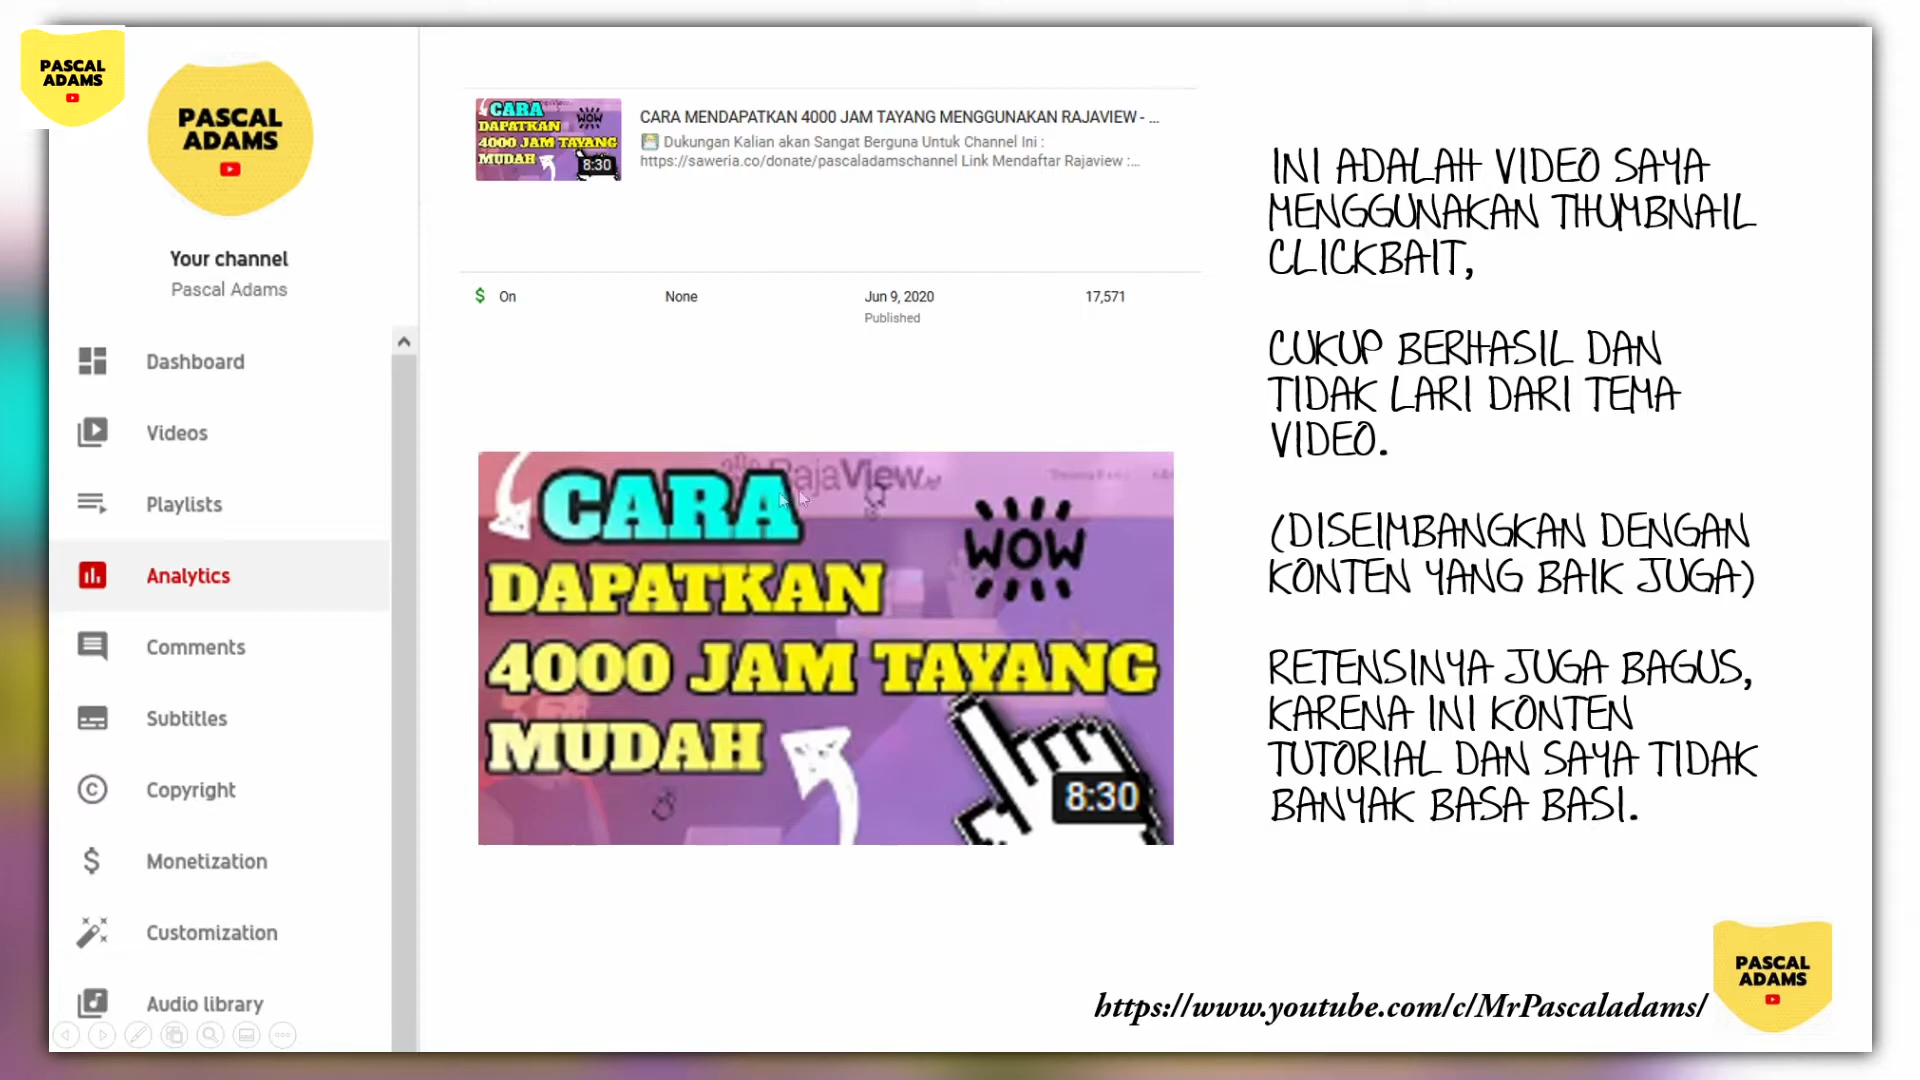 PASCAL
ADAMS
PASCAL
ADAMS
Your channel
Pascal Adams
Dashboard
Videos
Playlists
Analytics
Comments
Subtitles
Copyright
Monetization
Customization
Audio library
CARA
DAPATKAN
4000 JAM TAYANG
MUDAH
WOW
8:30
CARA MENDAPATKAN 4000 JAM TAYANG MENGGUNAKAN RAJAVIEW - ...
Dukungan Kalian akan Sangat Berguna Untuk Channel Ini :
https://saweria.co/donate/pascaladamschannel Link Mendaftar Rajaview :...
$ On None Jun 9, 2020 17,571
Published
RajaView
CARA
WOW
DAPATKAN
4000 JAM TAYANG
MUDAH
8:30
INI ADALAH VIDEO SAYA
MENGGUNAKAN THUMBNAIL
CLICKBAIT,
CUKUP BERHASIL DAN
TIDAK LARI DARI TEMA
VIDEO.
(DISEIMBANGKAN DENGAN
KONTEN YANG BAIK JUGA)
RETENSINYA JUGA BAGUS,
KARENA INI KONTEN
TUTORIAL DAN SAYA TIDAK
BANYAK BASA BASI.
https://www.youtube.com/c/MrPascaladams/
PASCAL
ADAMS